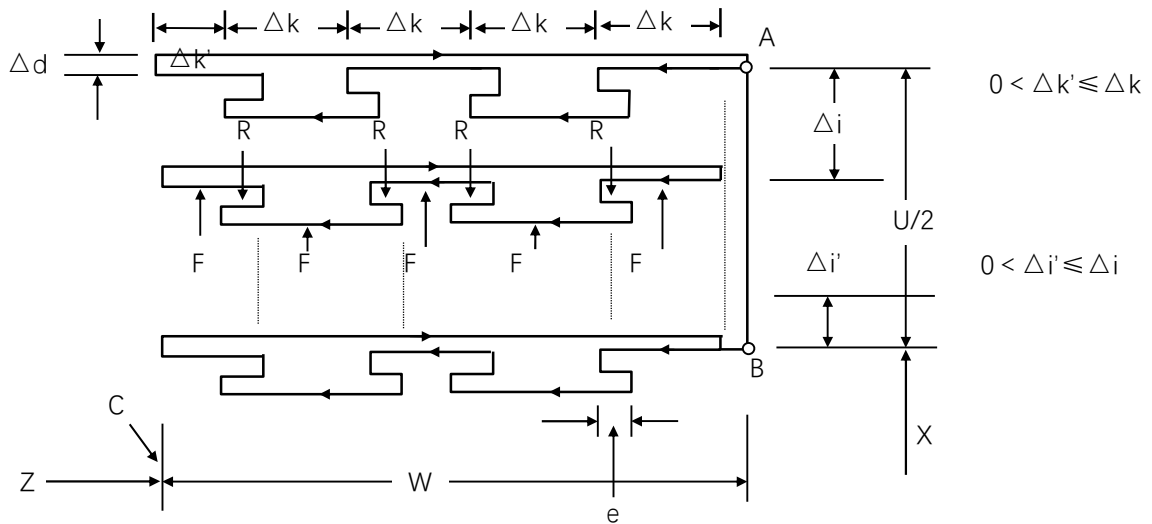 △k △k △k △k
A
△d
△k'
0 < △k' ≤ △k
△i
R R R R
U/2
F F F F F
△i'
0 < △i' ≤ △i
B
C
X
Z
W
e